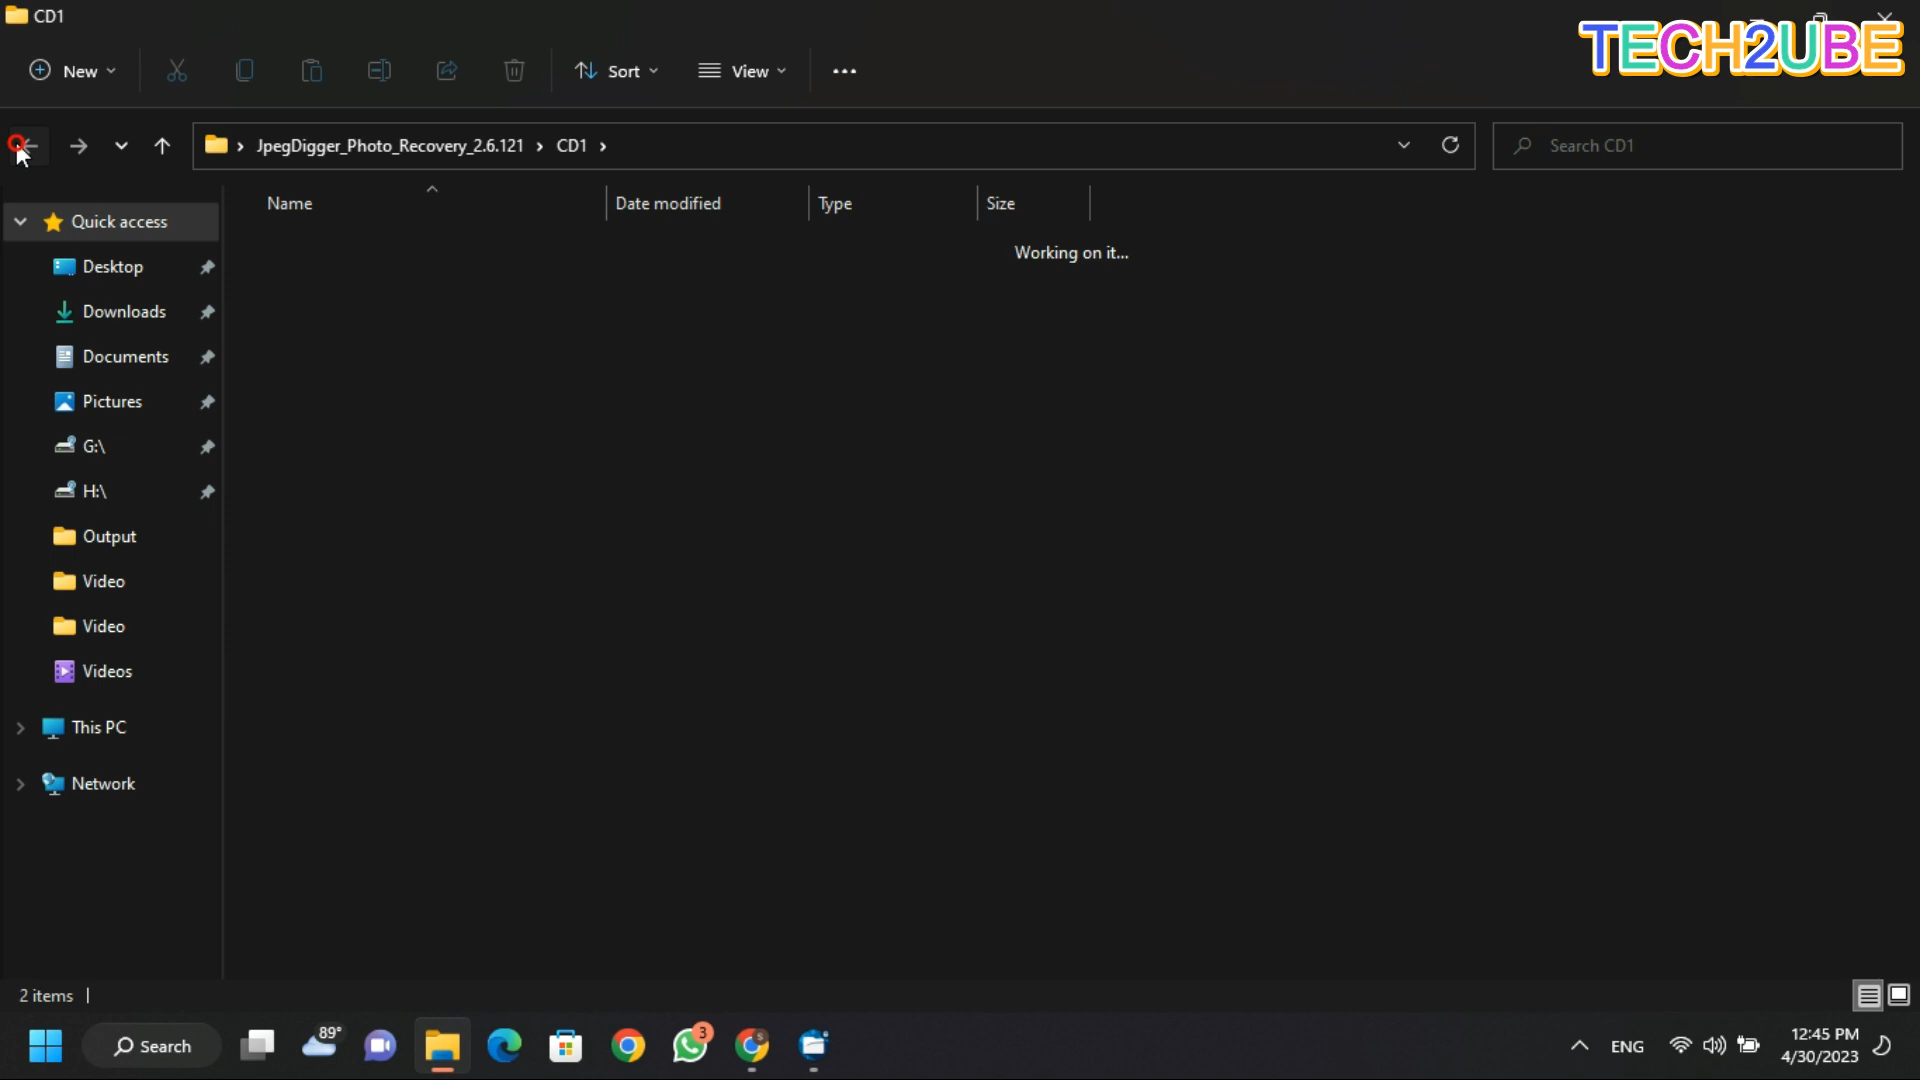 CD1
TECH2UBE
New
Sort
View
JpegDigger_Photo_Recovery_2.6.121 CD1
Search CD1
Name Date modified Type Size
Working on it...
Quick access
Desktop
Downloads
Documents
Pictures
G:\
H:\
Output
Video
Video
Videos
This PC
Network
2 items
Search
89°
3
S
ENG
12:45 PM
4/30/2023